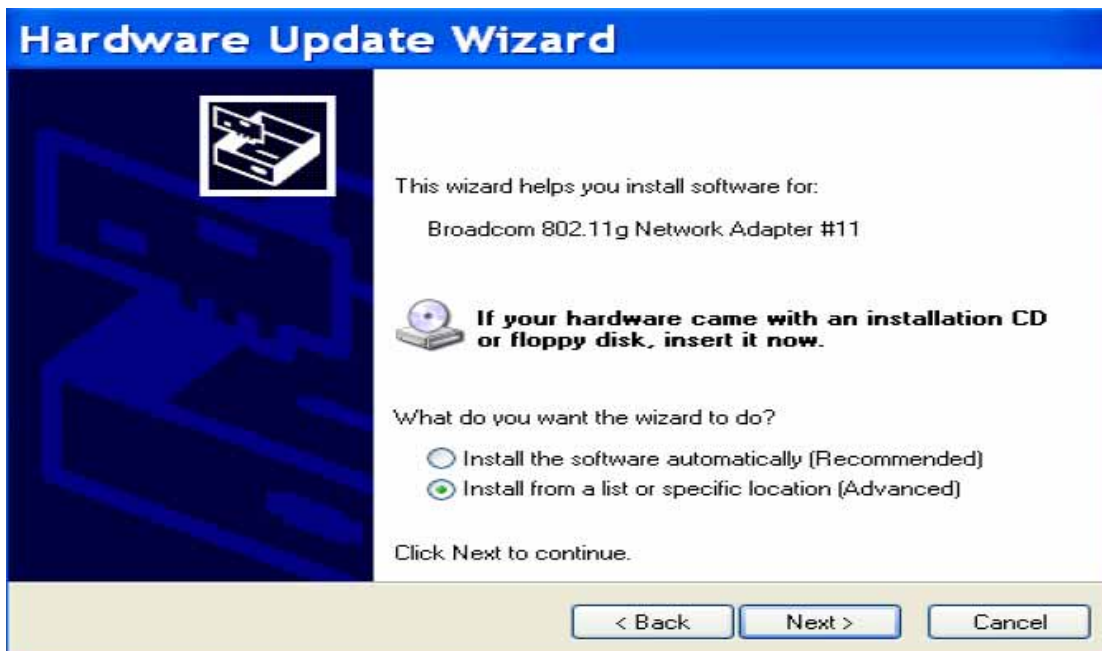 Hardware Update Wizard
This wizard helps you install software for:
Broadcom 802.11g Network Adapter #11
If your hardware came with an installation CD
or floppy disk, insert it now.
What do you want the wizard to do?
Install the software automatically (Recommended)
Install from a list or specific location (Advanced)
Click Next to continue.
< Back Next > Cancel